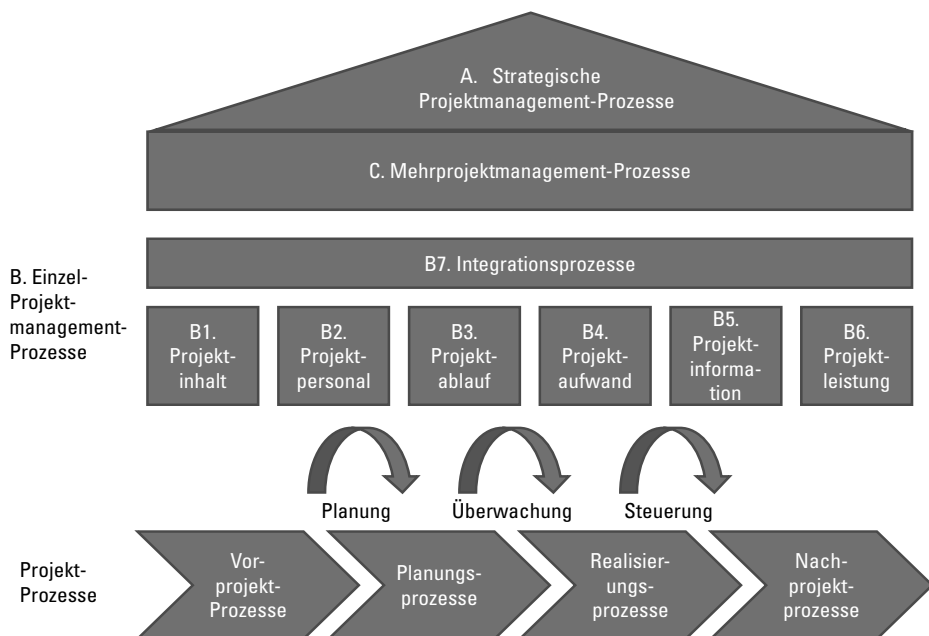 A. Strategische
Projektmanagement-Prozesse
C. Mehrprojektmanagement-Prozesse
B. Einzel-
Projekt-
management-
Prozesse
B7. Integrationsprozesse
B1.
Projekt-
inhalt
B2.
Projekt-
personal
B3.
Projekt-
ablauf
B4.
Projekt-
aufwand
B5.
Projekt-
informa-
tion
B6.
Projekt-
leistung
Planung
Überwachung
Steuerung
Projekt-
Prozesse
Vor-
projekt-
Prozesse
Planungs-
prozesse
Realisier-
ungs-
prozesse
Nach-
projekt-
prozesse